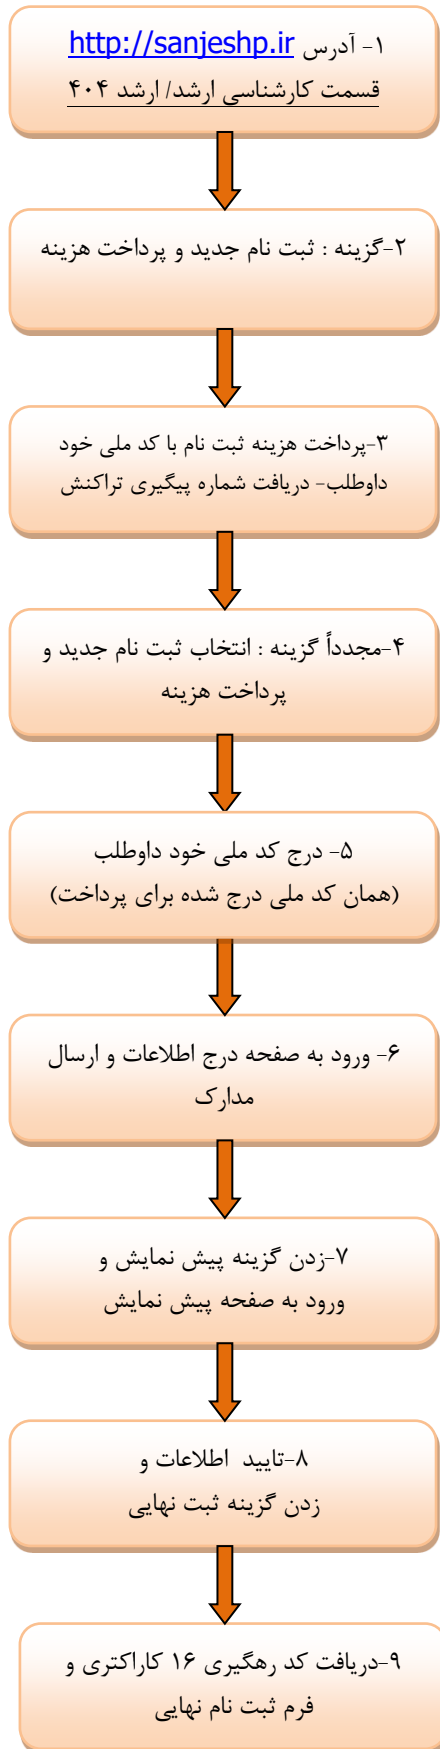 ۱- آدرس http://sanjeshp.ir
قسمت کارشناسی ارشد/ ارشد ۴۰۴
۲-گزینه : ثبت نام جدید و پرداخت هزینه
۳-پرداخت هزینه ثبت نام با کد ملی خود
داوطلب- دریافت شماره پیگیری تراکنش
۴-مجدداً گزینه : انتخاب ثبت نام جدید و
پرداخت هزینه
۵- درج کد ملی خود داوطلب
(همان کد ملی درج شده برای پرداخت)
۶- ورود به صفحه درج اطلاعات و ارسال
مدارک
۷-زدن گزینه پیش نمایش و
ورود به صفحه پیش نمایش
۸-تایید اطلاعات و
زدن گزینه ثبت نهایی
۹-دریافت کد رهگیری ۱۶ کاراکتری و
فرم ثبت نام نهایی